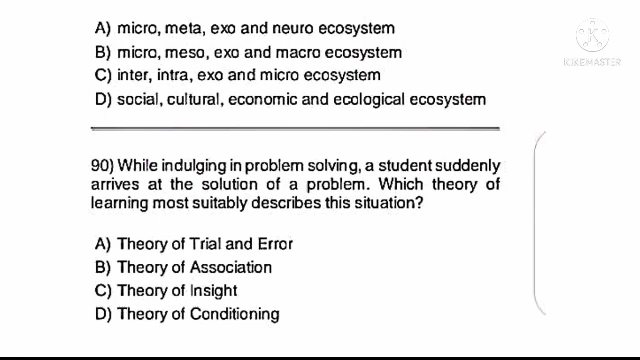 A) micro, meta, exo and neuro ecosystem
B) micro, meso, exo and macro ecosystem
C) inter, intra, exo and micro ecosystem
D) social, cultural, economic and ecological ecosystem
KINEMASTER
90) While indulging in problem solving, a student suddenly
arrives at the solution of a problem. Which theory of
learning most suitably describes this situation?
A) Theory of Trial and Error
B) Theory of Association
C) Theory of Insight
D) Theory of Conditioning